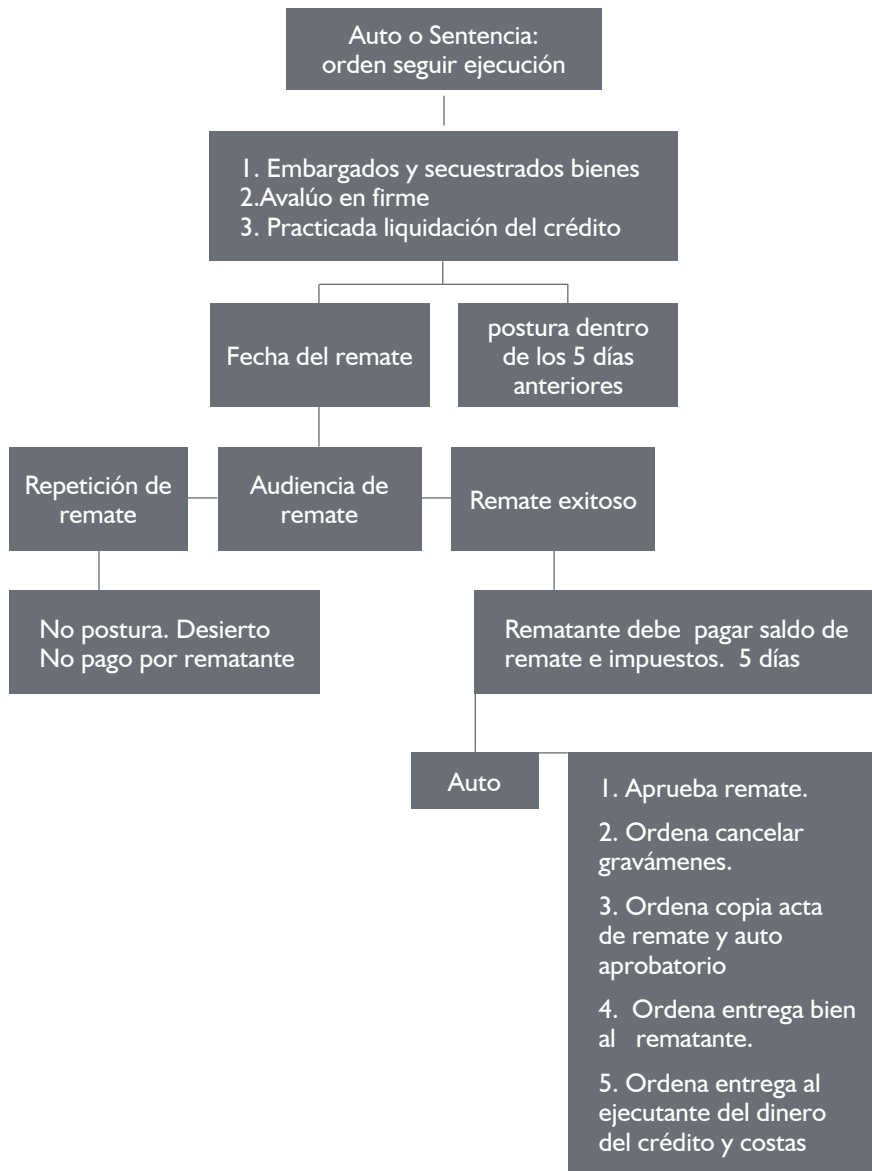 Auto o Sentencia:
orden seguir ejecución
1. Embargados y secuestrados bienes
2.Avalúo en firme
3. Practicada liquidación del crédito
Fecha del remate
postura dentro
de los 5 días
anteriores
Repetición de
remate
Audiencia de
remate
Remate exitoso
No postura. Desierto
No pago por rematante
Rematante debe pagar saldo de
remate e impuestos. 5 días
Auto
1. Aprueba remate.
2. Ordena cancelar
gravámenes.
3. Ordena copia acta
de remate y auto
aprobatorio
4. Ordena entrega bien
al rematante.
5. Ordena entrega al
ejecutante del dinero
del crédito y costas